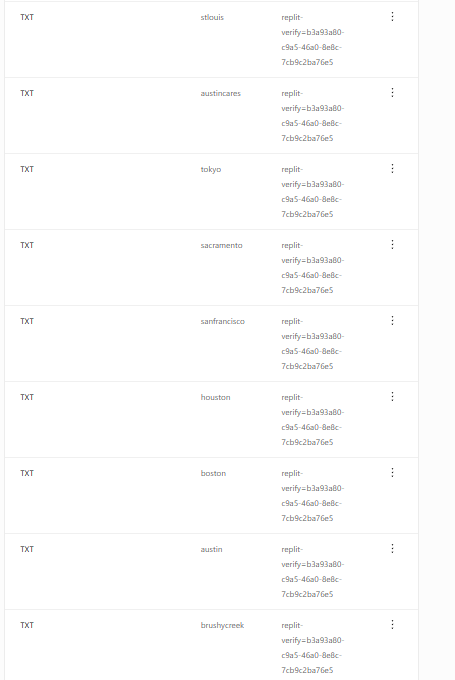 TXT stlouis replit-
verify=b3a93a80-
c9a5-46a0-8e8c-
7cb9c2ba76e5
TXT austincares replit-
verify=b3a93a80-
c9a5-46a0-8e8c-
7cb9c2ba76e5
TXT tokyo replit-
verify=b3a93a80-
c9a5-46a0-8e8c-
7cb9c2ba76e5
TXT sacramento replit-
verify=b3a93a80-
c9a5-46a0-8e8c-
7cb9c2ba76e5
TXT sanfrancisco replit-
verify=b3a93a80-
c9a5-46a0-8e8c-
7cb9c2ba76e5
TXT houston replit-
verify=b3a93a80-
c9a5-46a0-8e8c-
7cb9c2ba76e5
TXT boston replit-
verify=b3a93a80-
c9a5-46a0-8e8c-
7cb9c2ba76e5
TXT austin replit-
verify=b3a93a80-
c9a5-46a0-8e8c-
7cb9c2ba76e5
TXT brushycreek replit-
verify=b3a93a80-
c9a5-46a0-8e8c-
7cb9c2ba76e5